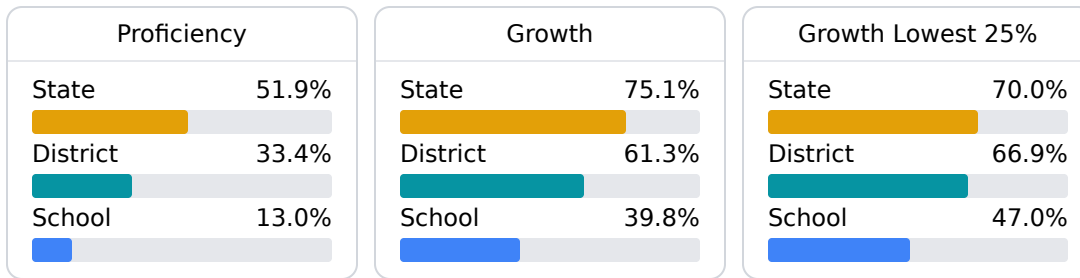 Proficiency
State 51.9%
District 33.4%
School 13.0%
Growth
State 75.1%
District 61.3%
School 39.8%
Growth Lowest 25%
State 70.0%
District 66.9%
School 47.0%